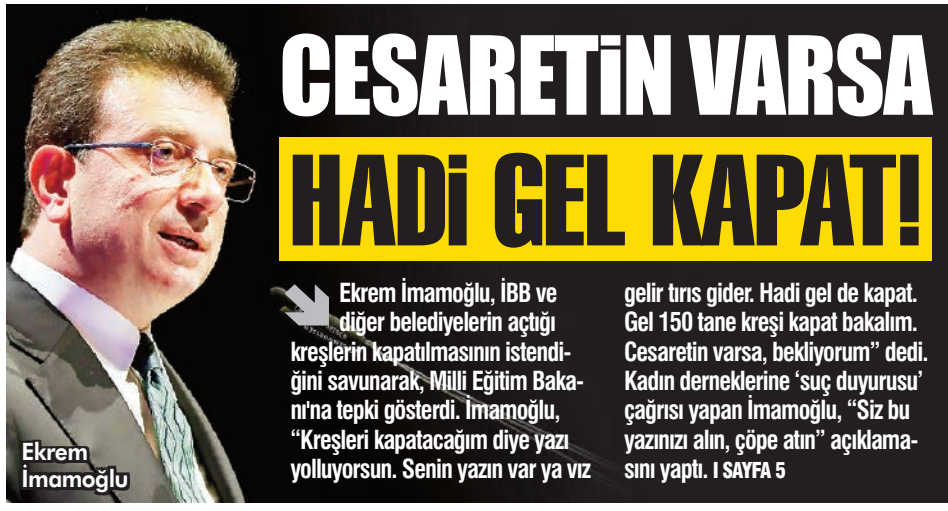 CESARETİN VARSA
HADİ GEL KAPAT!
Ekrem İmamoğlu, İBB ve
diğer belediyelerin açtığı
kreşlerin kapatılmasının istendi-
ğini savunarak, Milli Eğitim Baka-
nı'na tepki gösterdi. İmamoğlu,
“Kreşleri kapatacağım diye yazı
yolluyorsun. Senin yazın var ya vız
gelir tırıs gider. Hadi gel de kapat.
Gel 150 tane kreşi kapat bakalım.
Cesaretin varsa, bekliyorum” dedi.
Kadın derneklerine ‘suç duyurusu’
çağrısı yapan İmamoğlu, “Siz bu
yazınızı alın, çöpe atın” açıklama-
sını yaptı. I SAYFA 5
Ekrem
İmamoğlu